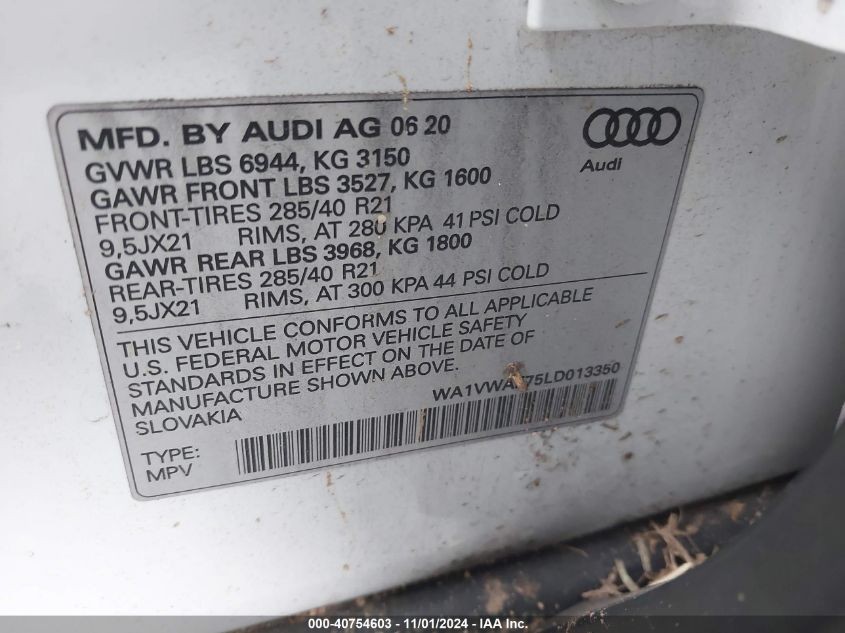 MFD. BY AUDI AG 06 20
Audi
GVWR LBS 6944, KG 3150
GAWR FRONT LBS 3527, KG 1600
FRONT-TIRES 285/40 R21
9,5JX21 RIMS, AT 280 KPA 41 PSI COLD
GAWR REAR LBS 3968, KG 1800
REAR-TIRES 285/40 R21
9,5JX21 RIMS, AT 300 KPA 44 PSI COLD
THIS VEHICLE CONFORMS TO ALL APPLICABLE
U.S. FEDERAL MOTOR VEHICLE SAFETY
STANDARDS IN EFFECT ON THE DATE OF
MANUFACTURE SHOWN ABOVE.
SLOVAKIA
TYPE:
MPV
000-40754603 - 11/01/2024 - IAA Inc.